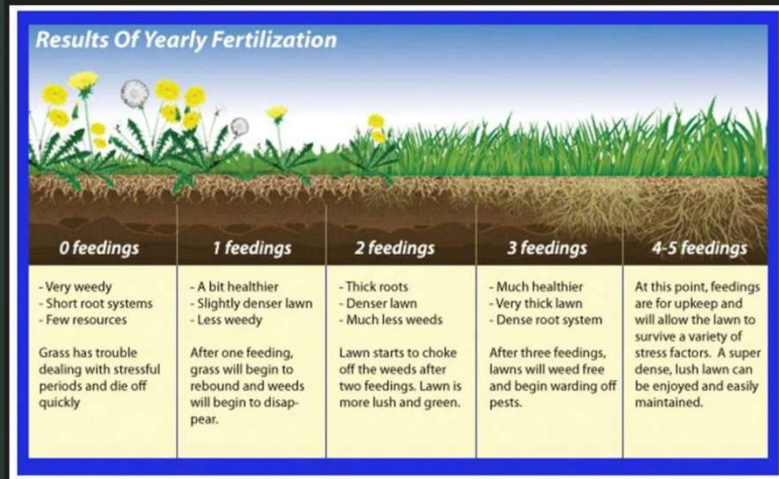 Results Of Yearly Fertilization
0 feedings
- Very weedy
- Short root systems
- Few resources
Grass has trouble
dealing with stressful
periods and die off
quickly
1 feedings
- A bit healthier
- Slightly denser lawn
- Less weedy
After one feeding,
grass will begin to
rebound and weeds
will begin to disap-
pear.
2 feedings
- Thick roots
- Denser lawn
- Much less weeds
Lawn starts to choke
off the weeds after
two feedings. Lawn is
more lush and green.
3 feedings
- Much healthier
- Very thick lawn
- Dense root system
After three feedings,
lawns will weed free
and begin warding off
pests.
4-5 feedings
At this point, feedings
are for upkeep and
will allow the lawn to
survive a variety of
stress factors. A super
dense, lush lawn can
be enjoyed and easily
maintained.